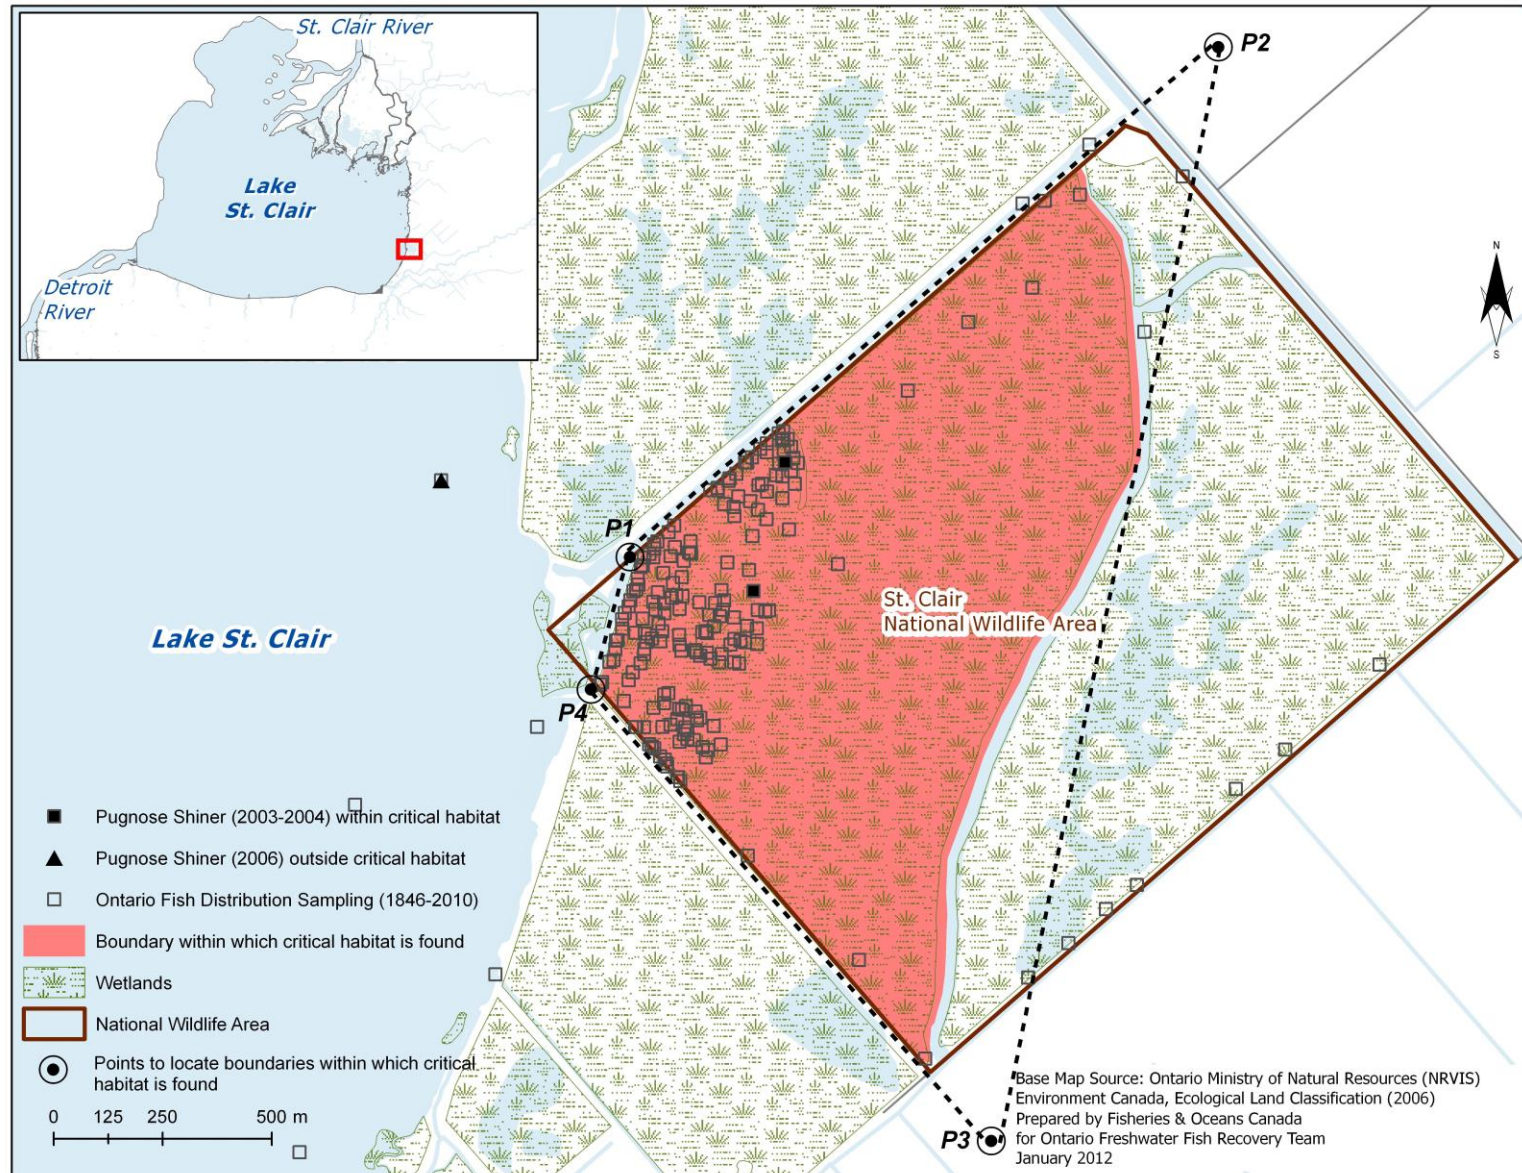 St. Clair River
Lake
St. Clair
Detroit
River
P2
N
S
P1
St. Clair
National Wildlife Area
Lake St. Clair
P4
Pugnose Shiner (2003-2004) within critical habitat
Pugnose Shiner (2006) outside critical habitat
Ontario Fish Distribution Sampling (1846-2010)
Boundary within which critical habitat is found
Wetlands
National Wildlife Area
Points to locate boundaries within which critical
habitat is found
0 125 250 500 m
P3
Base Map Source: Ontario Ministry of Natural Resources (NRVIS)
Environment Canada, Ecological Land Classification (2006)
Prepared by Fisheries & Oceans Canada
for Ontario Freshwater Fish Recovery Team
January 2012